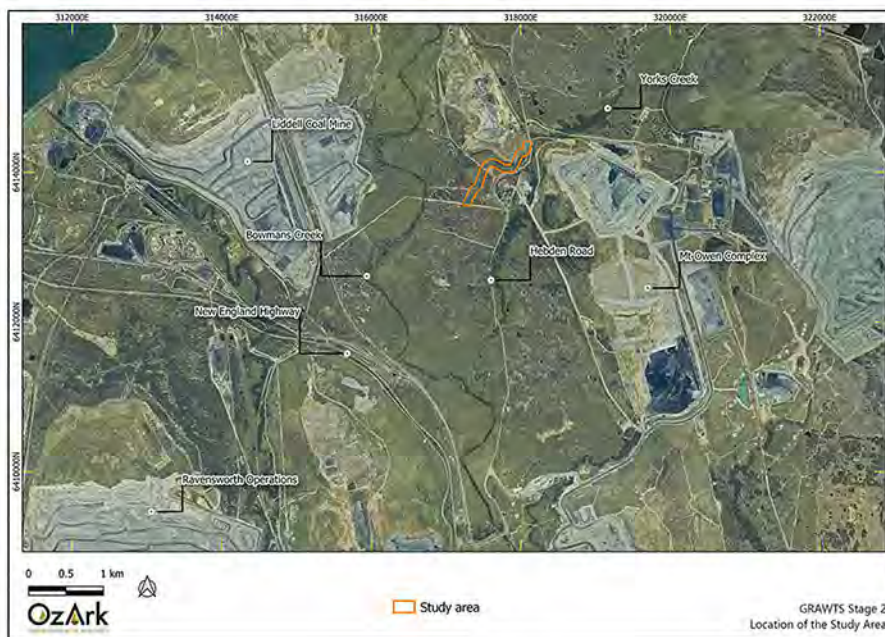 312000E
314000E
316000E
318000E
320000E
322000E
Yorks Creek
Liddell Coal Mine
6414000N
Bowmans Creek
Hebden Road
Mt Owen Complex
New England Highway
6412000N
Ravensworth Operations
6410000N
0 0.5 1 km
OzArk
Study area
GRAWTS Stage 2
Location of the Study Area